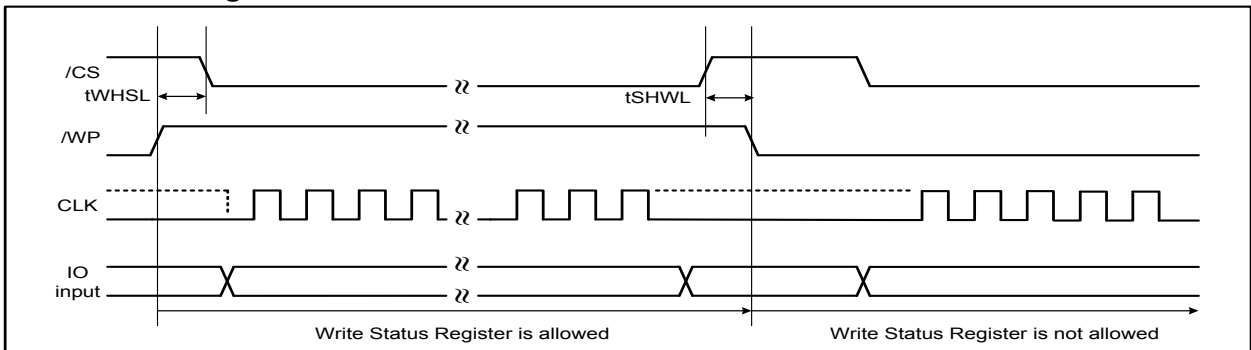 /CS
tWHSL
tSHWL
/WP
CLK
IO
input
Write Status Register is allowed
Write Status Register is not allowed